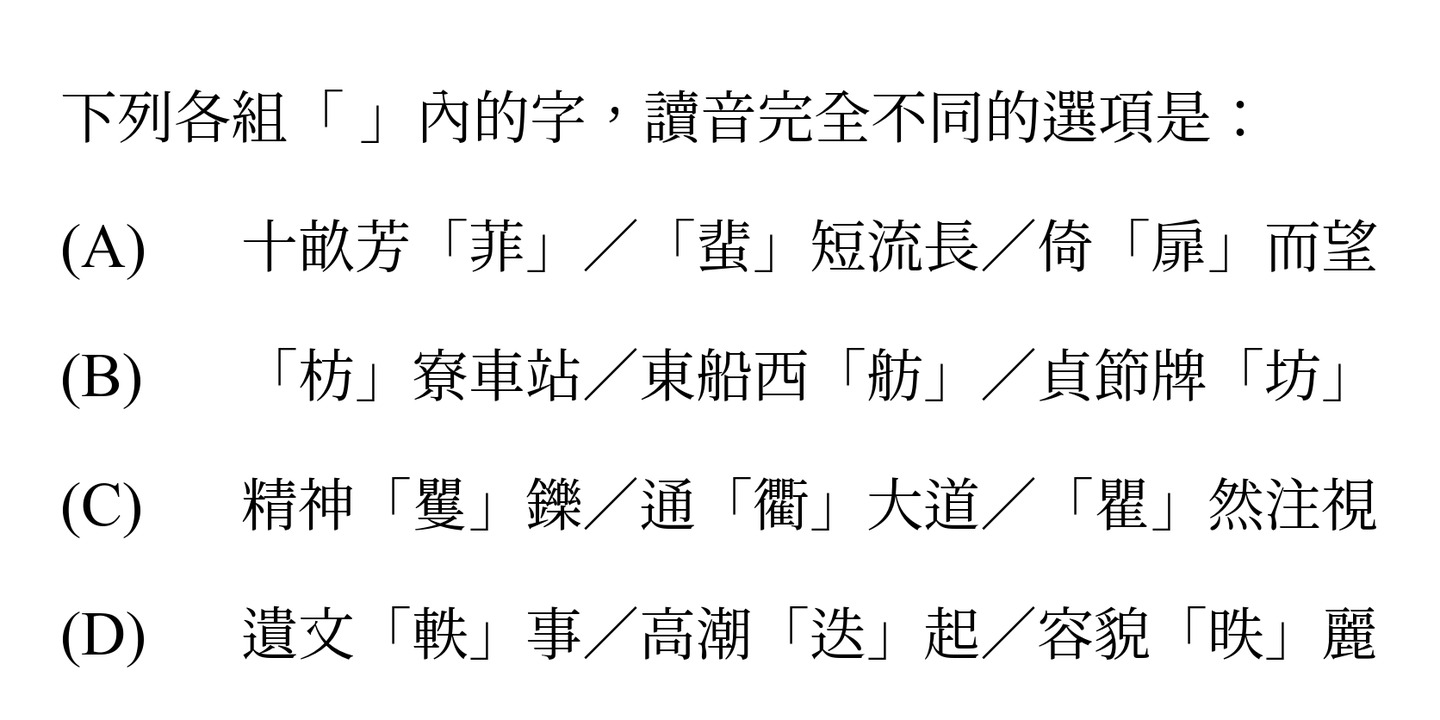 下列各組「 」內的字，讀音完全不同的選項是：
(A) 十畝芳「菲」／「蜚」短流長／倚「扉」而望
(B) 「枋」寮車站／東船西「舫」／貞節牌「坊」
(C) 精神「矍」鑠／通「衢」大道／「瞿」然注視
(D) 遺文「軼」事／高潮「迭」起／容貌「昳」麗